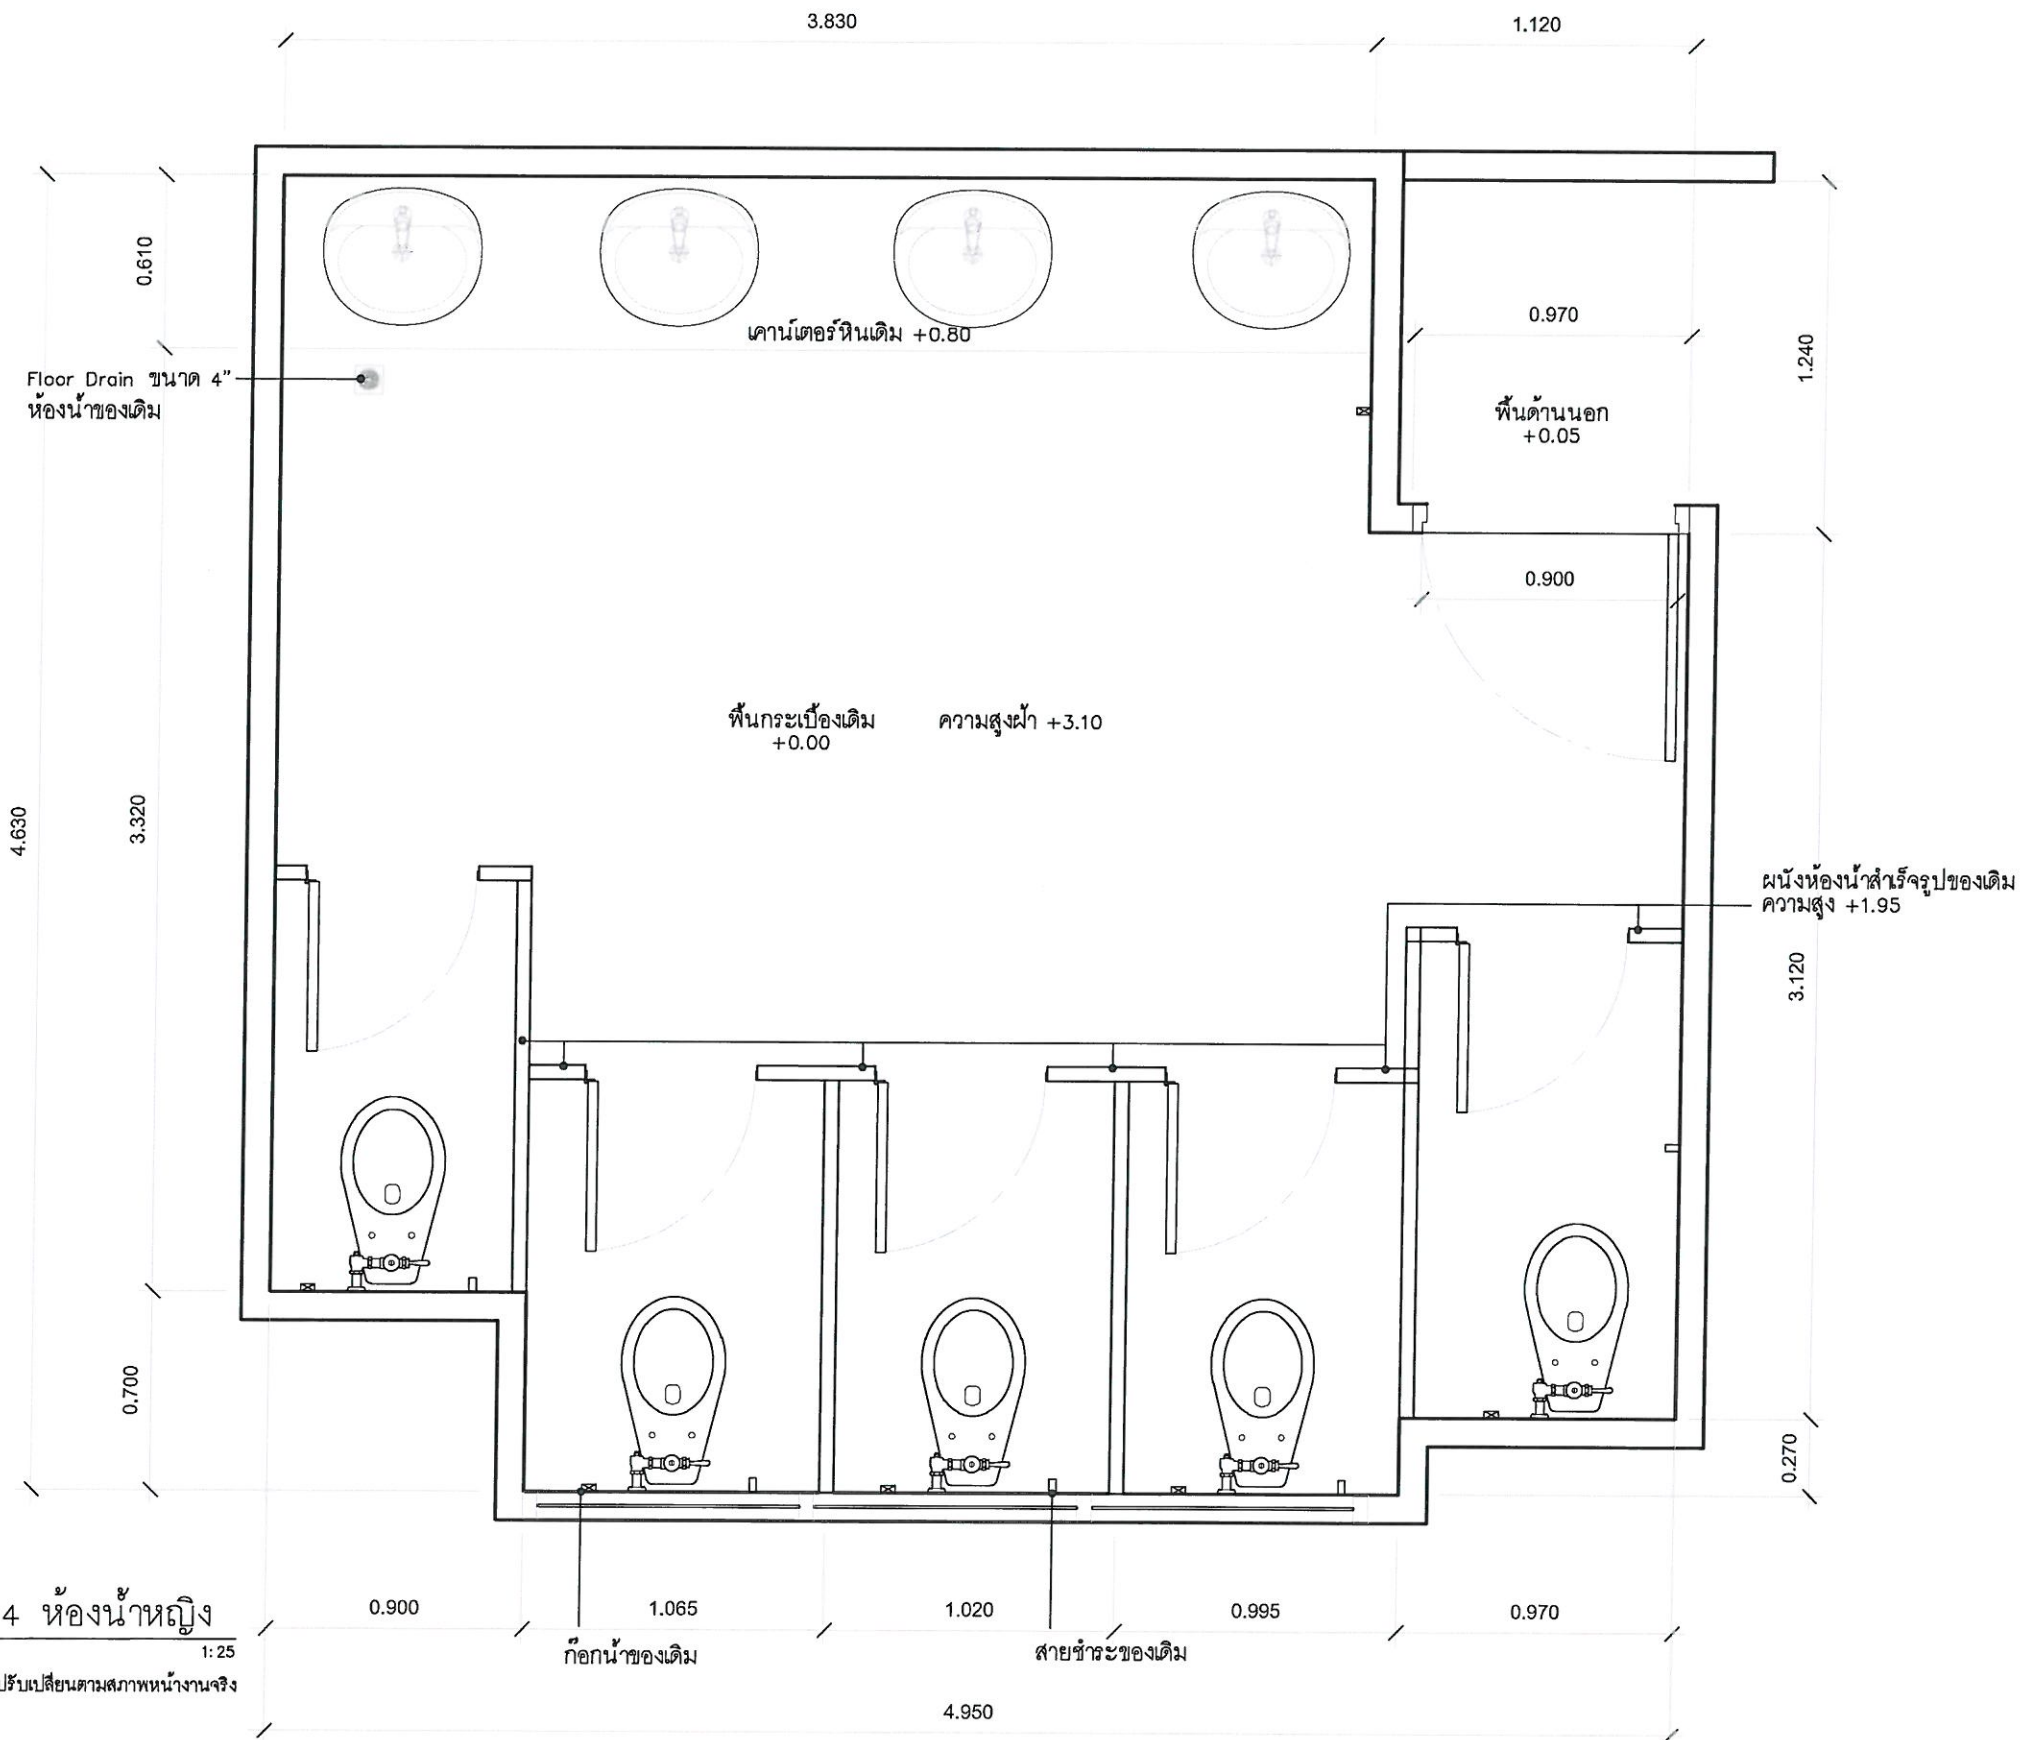 3.830
1.120
0.610
0.970
1.240
เคาน์เตอร์หินเดิม +0.80
Floor Drain ขนาด 4"
ห้องน้ำของเดิม
พื้นด้านนอก
+0.05
0.900
พื้นกระเบื้องเดิม
+0.00
ความสูงฝ้า +3.10
4.630
3.320
ผนังห้องน้ำสำเร็จรูปของเดิม
ความสูง +1.95
3.120
0.700
0.270
4 ห้องน้ำหญิง
1:25
ปรับเปลี่ยนตามสภาพหน้างานจริง
0.900
1.065
1.020
0.995
0.970
ก๊อกน้ำของเดิม
สายชำระของเดิม
4.950